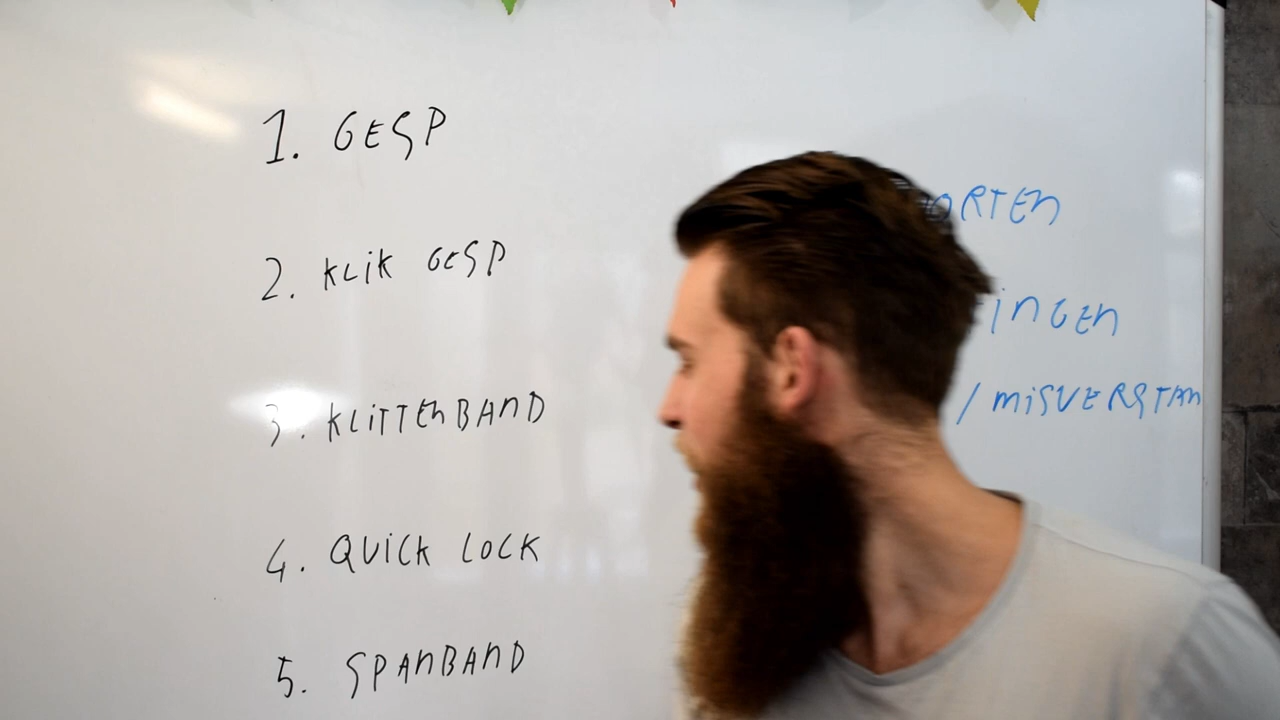 1. GESP
2. KLIK GESP
3. KLITTENBAND
4. QUICK LOCK
5. SPANBAND
ORTEN
INGEN
/ MISVERSTAN